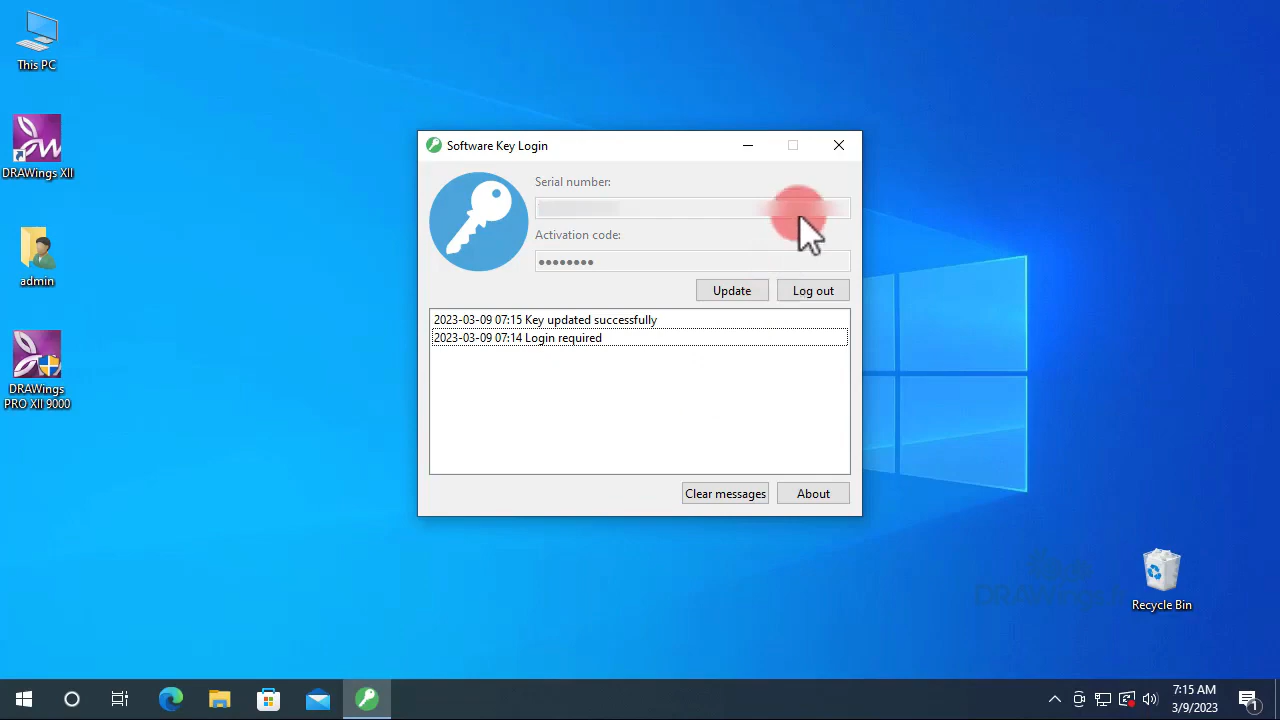 This PC
DRAWings XII
admin
DRAWings
PRO XII 9000
Software Key Login
Serial number:
Activation code:
●●●●●●●●
Update
Log out
2023-03-09 07:15 Key updated successfully
2023-03-09 07:14 Login required
Clear messages
About
Recycle Bin
7:15 AM
3/9/2023
1